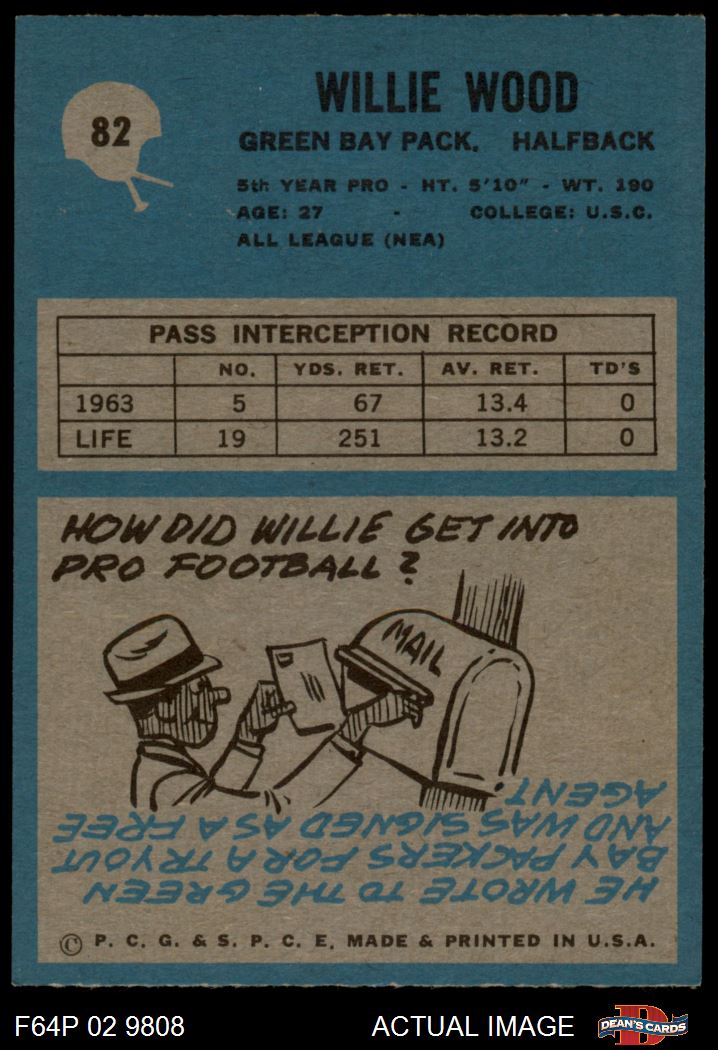 82
WILLIE WOOD
GREEN BAY PACK. HALFBACK
5th YEAR PRO - HT. 5'10" - WT. 190
AGE: 27 - COLLEGE: U.S.C.
ALL LEAGUE (NEA)
PASS INTERCEPTION RECORD
NO. YDS. RET. AV. RET. TD'S
1963 5 67 13.4 0
LIFE 19 251 13.2 0
HOW DID WILLIE GET INTO
PRO FOOTBALL?
MAIL
HE WROTE TO THE GREEN
BAY PACKERS FOR A TRYOUT
AND WAS SIGNED AS A FREE
AGENT
© P. C. G. & S. P. C. E. MADE & PRINTED IN U.S.A.
F64P 02 9808 ACTUAL IMAGE
D
DEAN'S CARDS